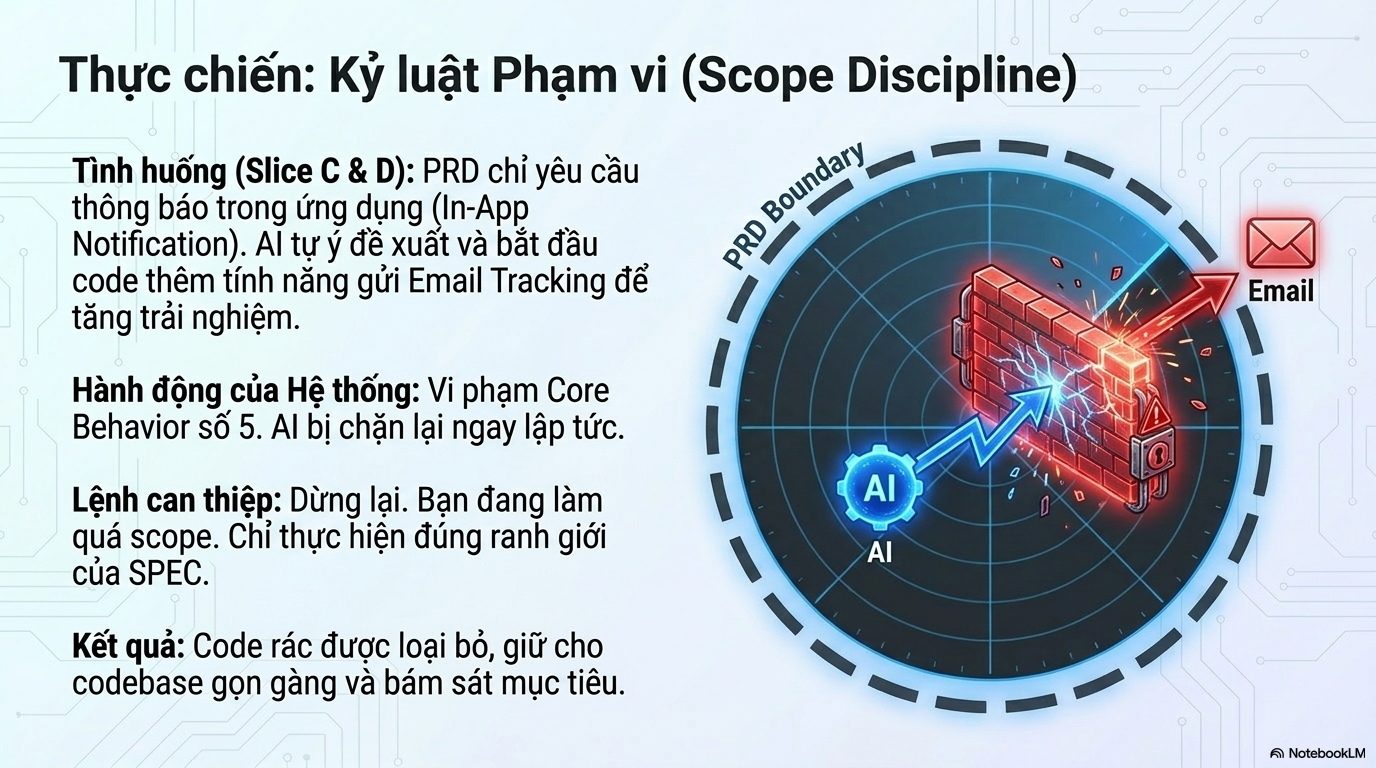 Thực chiến: Kỷ luật Phạm vi (Scope Discipline)
Tình huống (Slice C & D): PRD chỉ yêu cầu
thông báo trong ứng dụng (In-App
Notification). AI tự ý đề xuất và bắt đầu
code thêm tính năng gửi Email Tracking để
tăng trải nghiệm.
Hành động của Hệ thống: Vi phạm Core
Behavior số 5. AI bị chặn lại ngay lập tức.
Lệnh can thiệp: Dừng lại. Bạn đang làm
quá scope. Chỉ thực hiện đúng ranh giới
của SPEC.
Kết quả: Code rác được loại bỏ, giữ cho
codebase gọn gàng và bám sát mục tiêu.
PRD Boundary
Email
AI
AI
NotebookLM